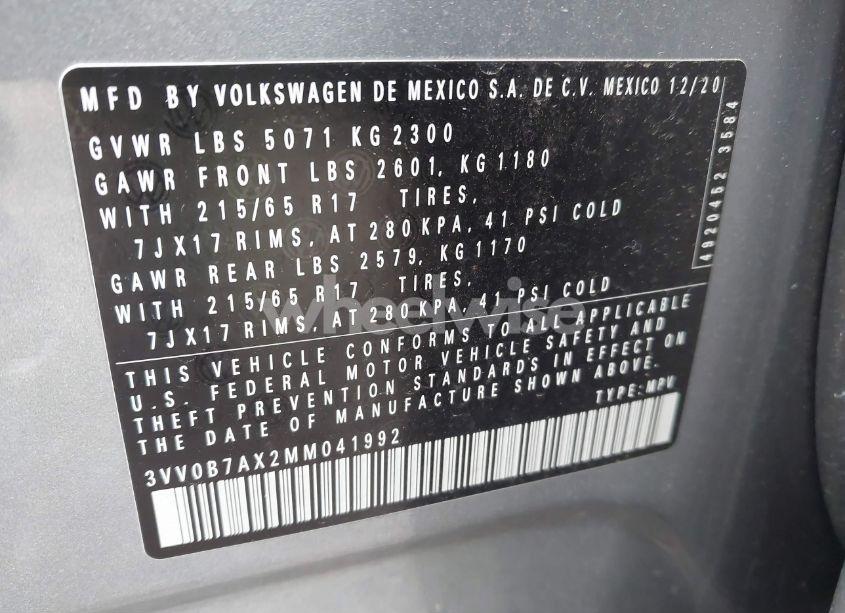 MFD BY VOLKSWAGEN DE MEXICO S.A. DE C.V. MEXICO 12/20
GVWR LBS 5071 KG 2300
GAWR FRONT LBS 2601, KG 1180
WITH 215/65 R17 TIRES,
7JX17 RIMS, AT 280 KPA, 41 PSI COLD
GAWR REAR LBS 2579, KG 1170
WITH 215/65 R17 TIRES,
7JX17 RIMS, AT 280 KPA, 41 PSI COLD
THIS VEHICLE CONFORMS TO ALL APPLICABLE
U.S. FEDERAL MOTOR VEHICLE SAFETY AND
THEFT PREVENTION STANDARDS IN EFFECT ON
THE DATE OF MANUFACTURE SHOWN ABOVE.
TYPE: MPV
3VV0B7AX2MM041992
4920452 3584
wheelwise